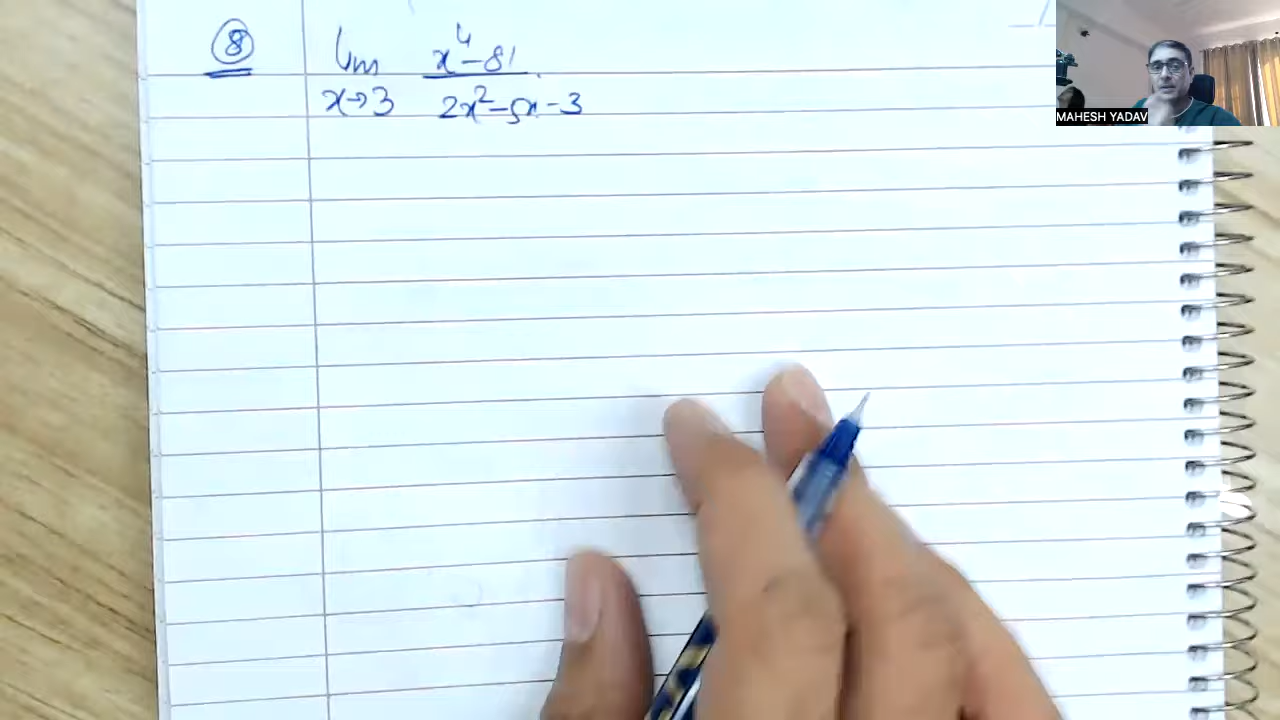 ⑧ Lim x⁴-81
x→3 2x²-5x-3
MAHESH YADAV